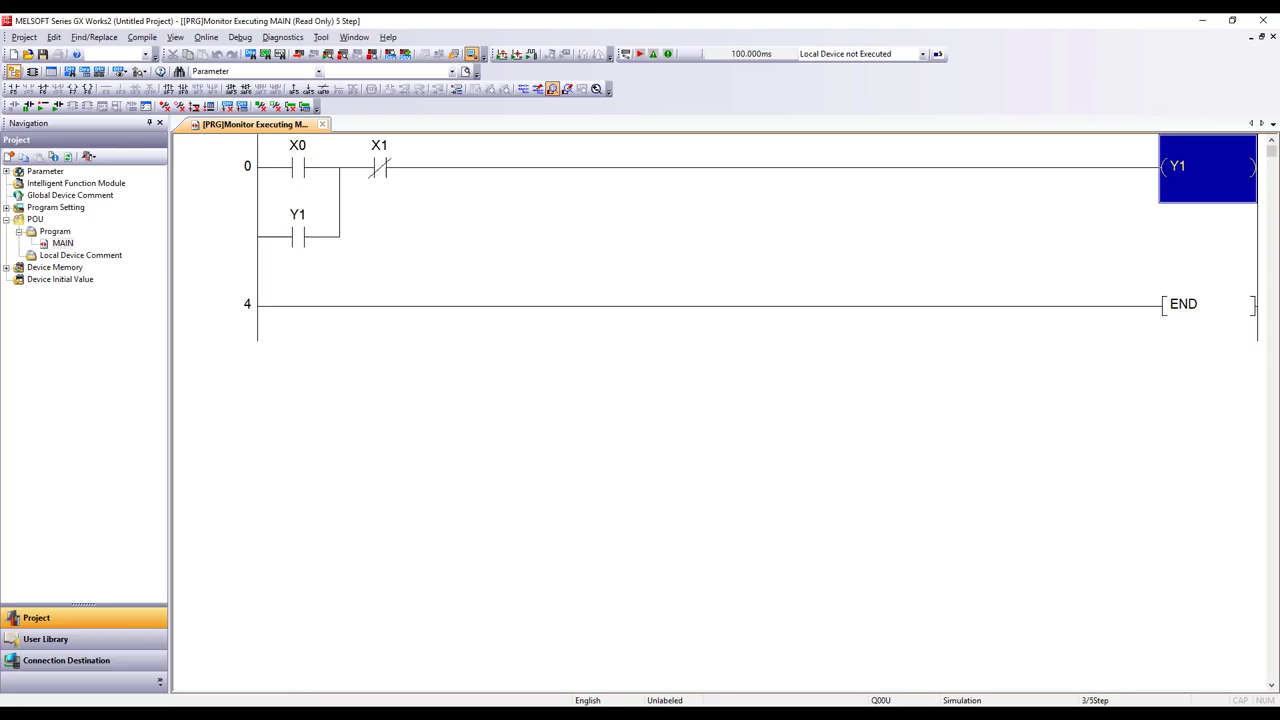 MELSOFT Series GX Works2 (Untitled Project) - [[PRG]Monitor Executing MAIN (Read Only) 5 Step]
Project Edit Find/Replace Compile View Online Debug Diagnostics Tool Window Help
100.000ms Local Device not Executed
Parameter
Navigation
[PRG]Monitor Executing M...
Project
Parameter
Intelligent Function Module
Global Device Comment
Program Setting
POU
Program
MAIN
Local Device Comment
Device Memory
Device Initial Value
X0 X1
0 Y1
Y1
4 END
Project
User Library
Connection Destination
English Unlabeled Q00U Simulation 3/5Step CAP NUM